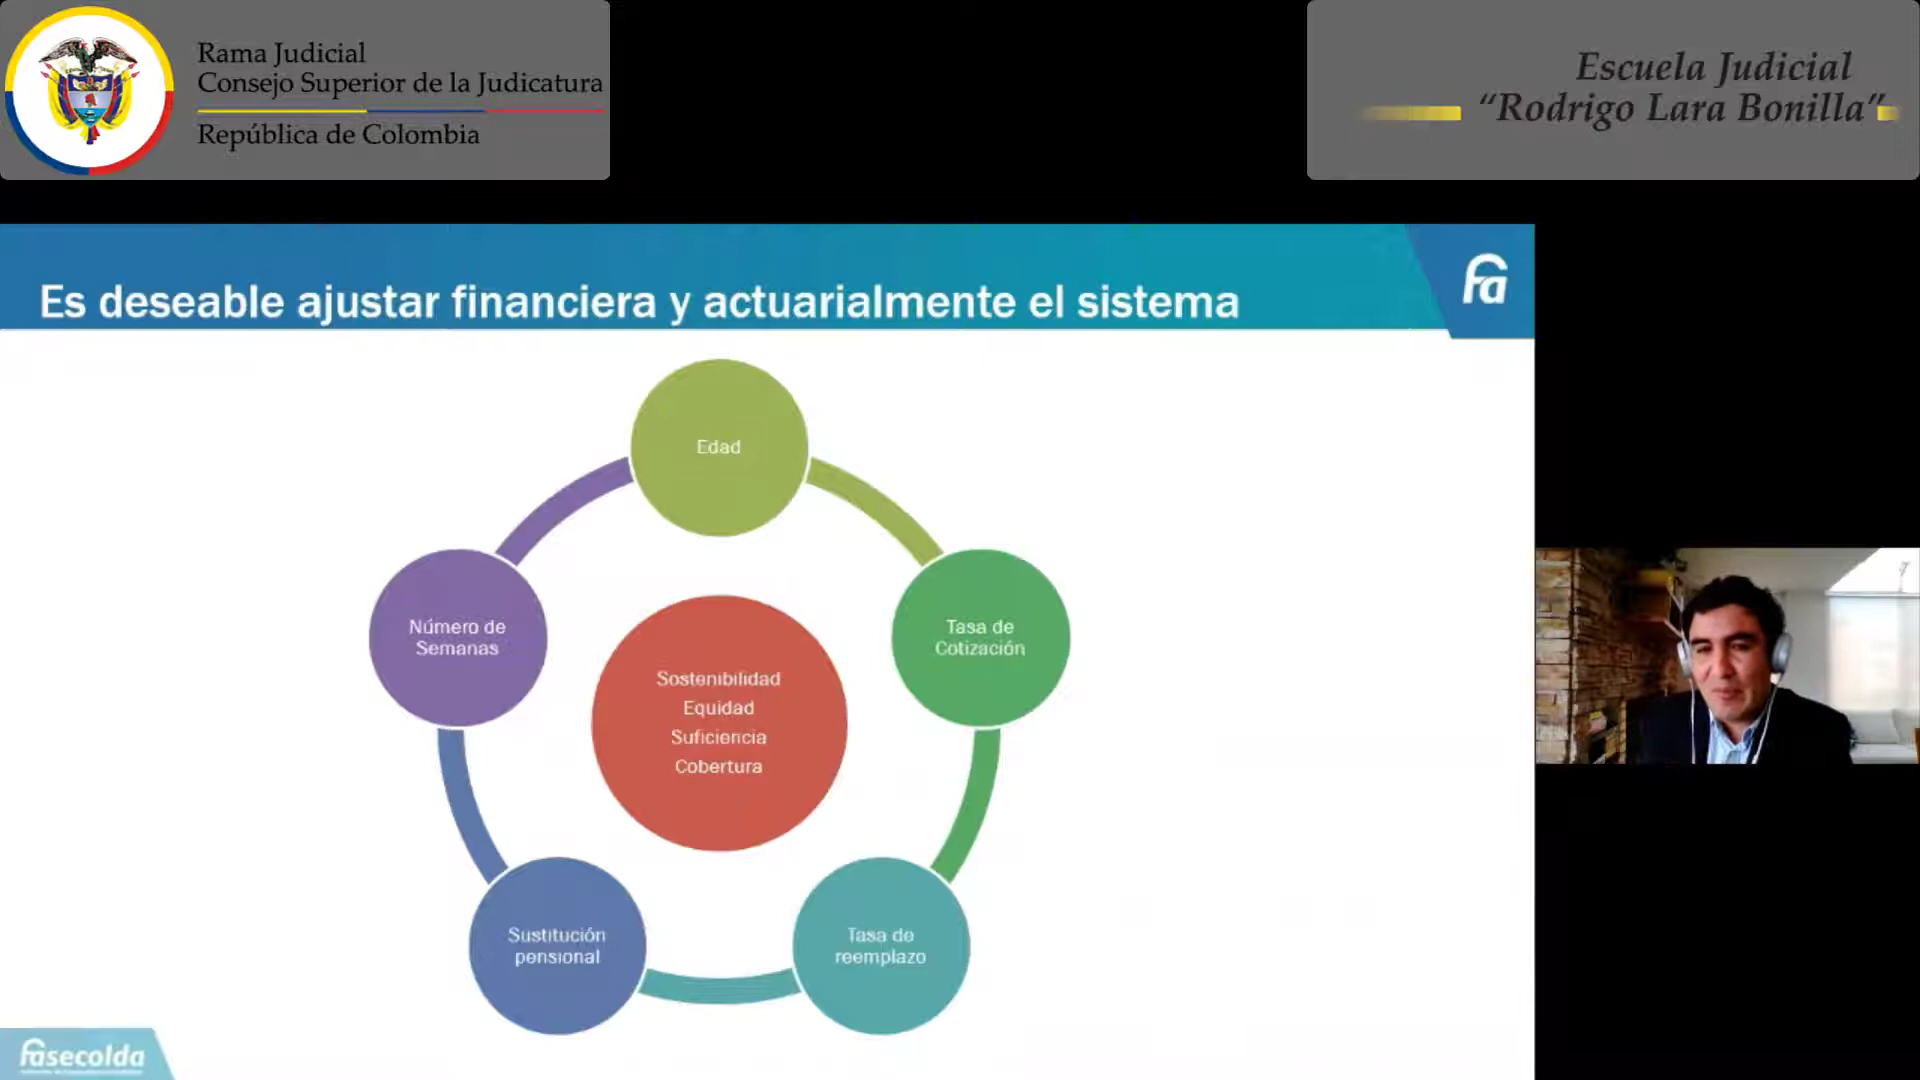 Rama Judicial
Consejo Superior de la Judicatura
República de Colombia
Escuela Judicial
“Rodrigo Lara Bonilla”
Es deseable ajustar financiera y actuarialmente el sistema
fa
Edad
Número de
Semanas
Tasa de
Cotización
Sostenibilidad
Equidad
Suficiencia
Cobertura
Sustitución
pensional
Tasa de
reemplazo
fasecolda